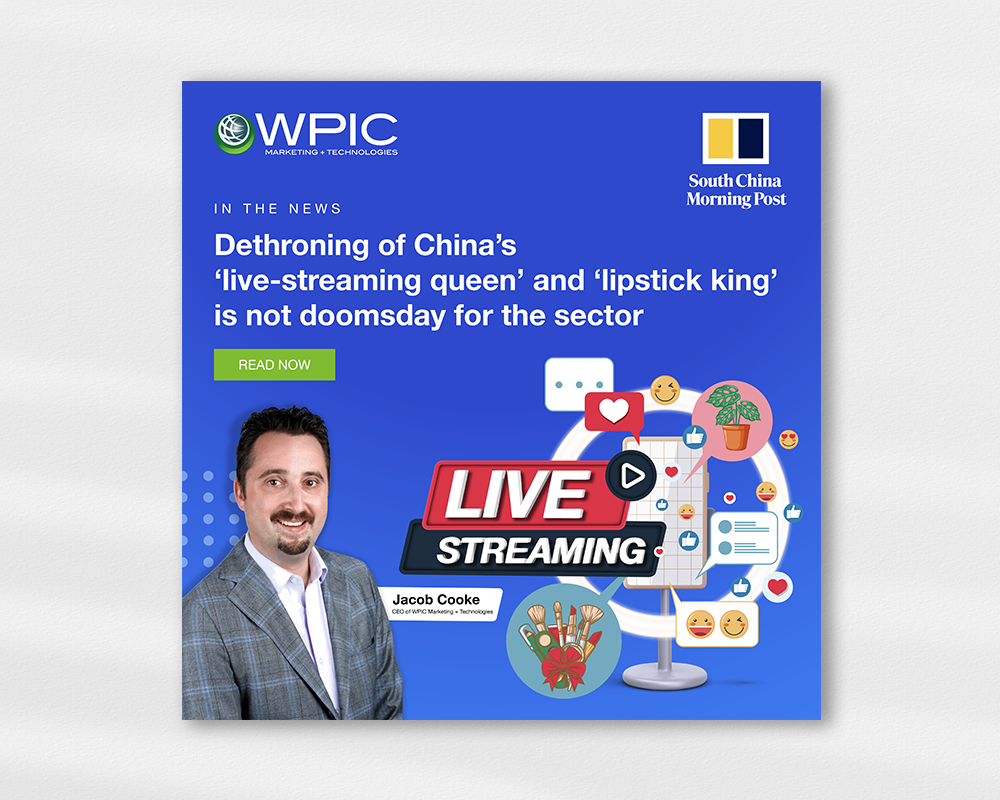 WPIC
MARKETING + TECHNOLOGIES
South China
Morning Post
IN THE NEWS
Dethroning of China’s
‘live-streaming queen’ and ‘lipstick king’
is not doomsday for the sector
READ NOW
LIVE
STREAMING
Jacob Cooke
CEO of WPIC Marketing + Technologies